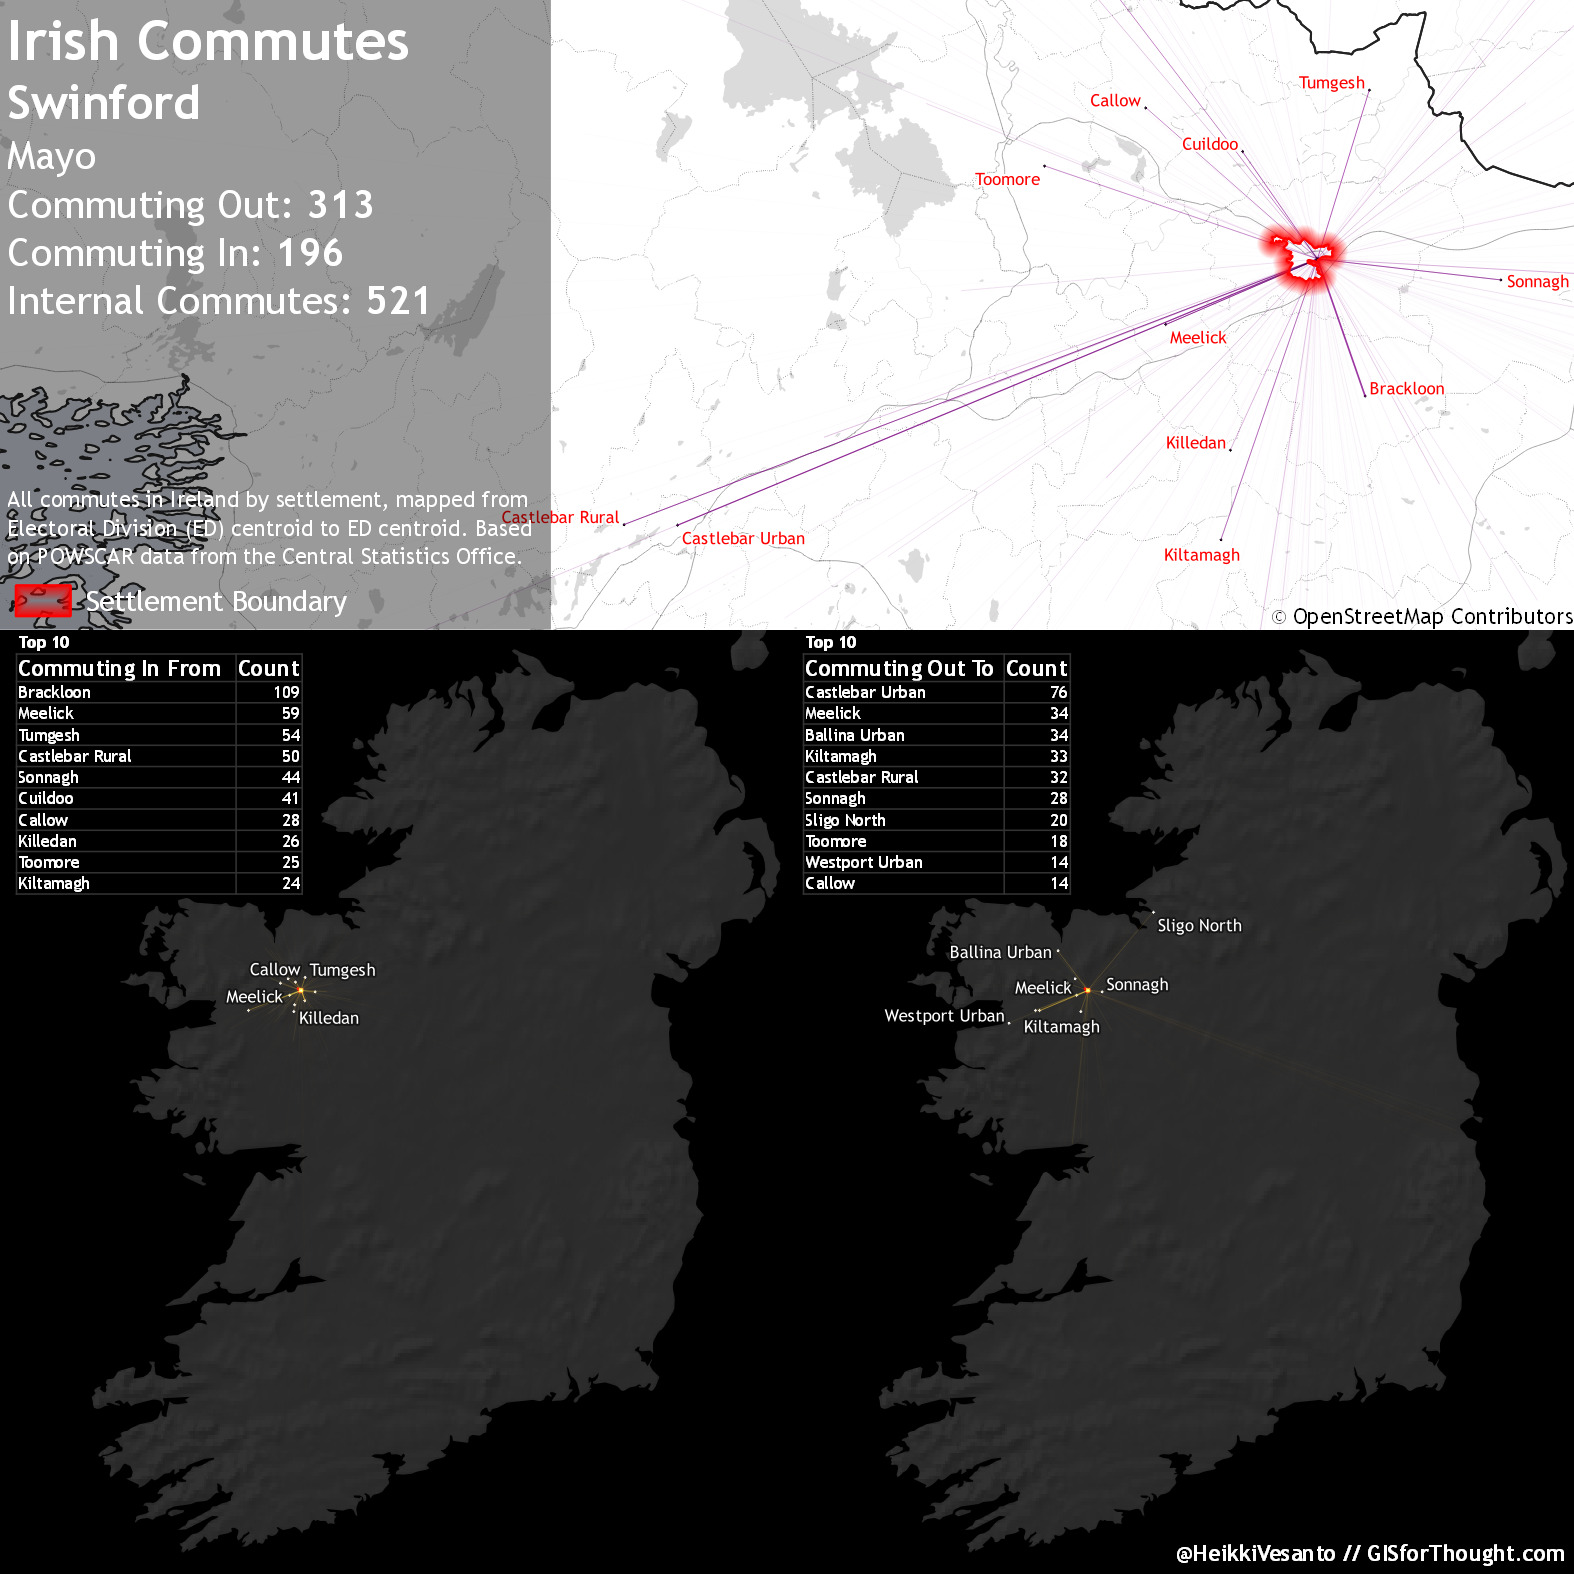 Irish Commutes
Swinford
Mayo
Commuting Out: 313
Commuting In: 196
Internal Commutes: 521
All commutes in Ireland by settlement, mapped from
Electoral Division (ED) centroid to ED centroid. Based
on POWSCAR data from the Central Statistics Office.
Settlement Boundary
Tumgesh
Callow
Cuildoo
Toomore
Sonnagh
Meelick
Brackloon
Killedan
Castlebar Rural
Castlebar Urban
Kiltamagh
© OpenStreetMap Contributors
Top 10
Commuting In From Count
Brackloon 109
Meelick 59
Tumgesh 54
Castlebar Rural 50
Sonnagh 44
Cuildoo 41
Callow 28
Killedan 26
Toomore 25
Kiltamagh 24
Callow Tumgesh
Meelick
Killedan
Top 10
Commuting Out To Count
Castlebar Urban 76
Meelick 34
Ballina Urban 34
Kiltamagh 33
Castlebar Rural 32
Sonnagh 28
Sligo North 20
Toomore 18
Westport Urban 14
Callow 14
Sligo North
Ballina Urban
Meelick Sonnagh
Westport Urban
Kiltamagh
@HeikkiVesanto // GISforThought.com